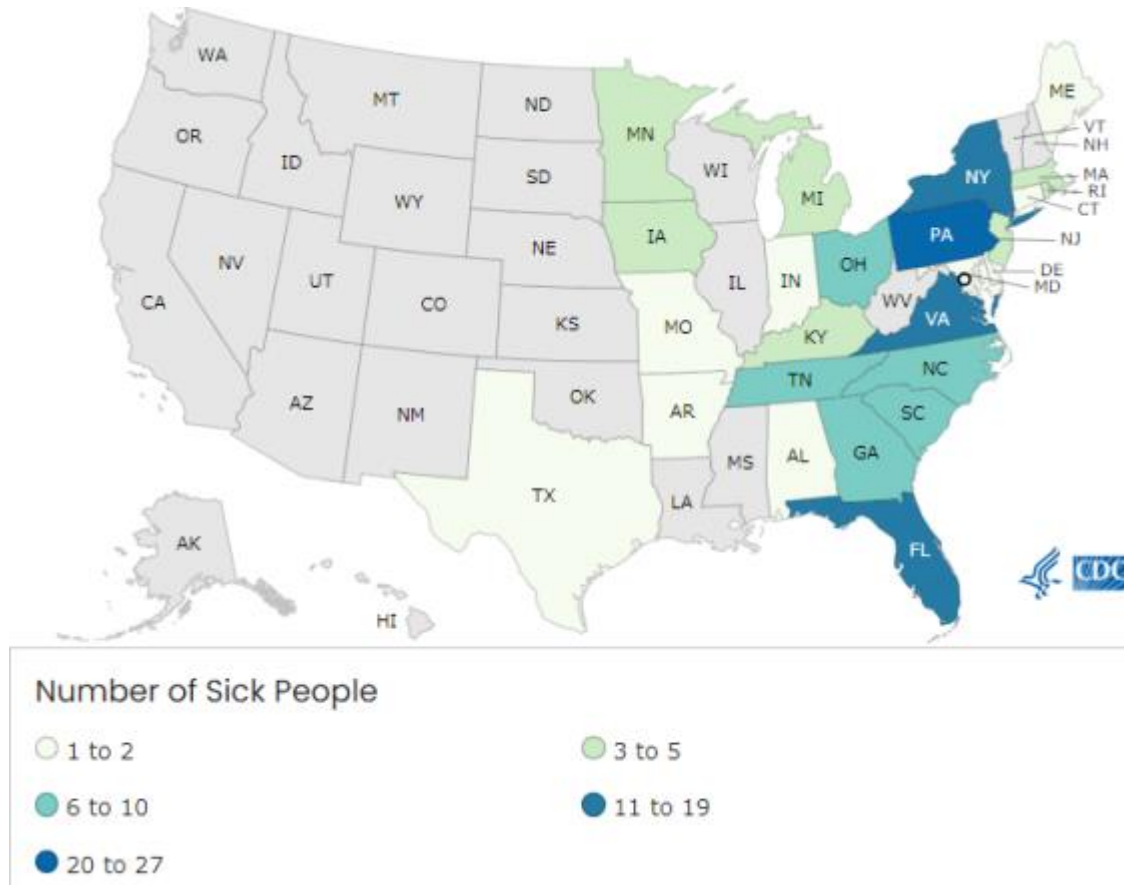 WA
MT
ND
MN
ME
VT
NH
OR
ID
SD
WI
MI
NY
MA
RI
CT
WY
IA
PA
NJ
NE
OH
DE
MD
NV
UT
CO
IL
IN
WV
VA
CA
KS
MO
KY
AZ
NM
OK
TN
NC
AR
SC
MS
AL
GA
TX
LA
AK
FL
HI
CDC
Number of Sick People
1 to 2
3 to 5
6 to 10
11 to 19
20 to 27